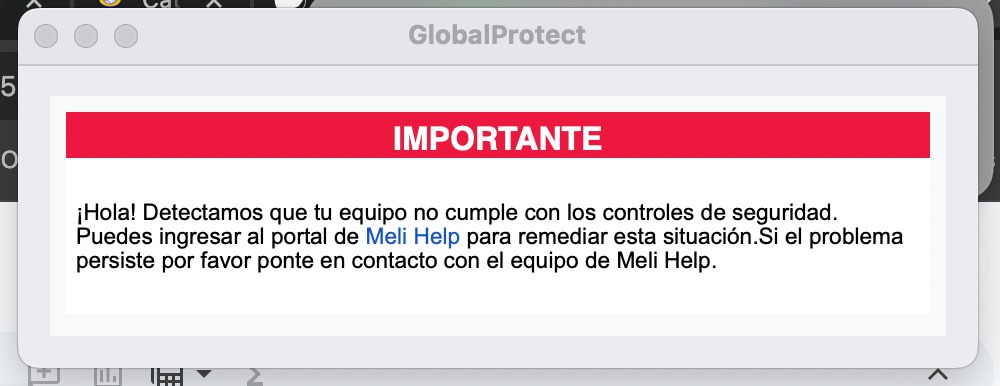 GlobalProtect
IMPORTANTE
¡Hola! Detectamos que tu equipo no cumple con los controles de seguridad.
Puedes ingresar al portal de Meli Help para remediar esta situación.Si el problema
persiste por favor ponte en contacto con el equipo de Meli Help.